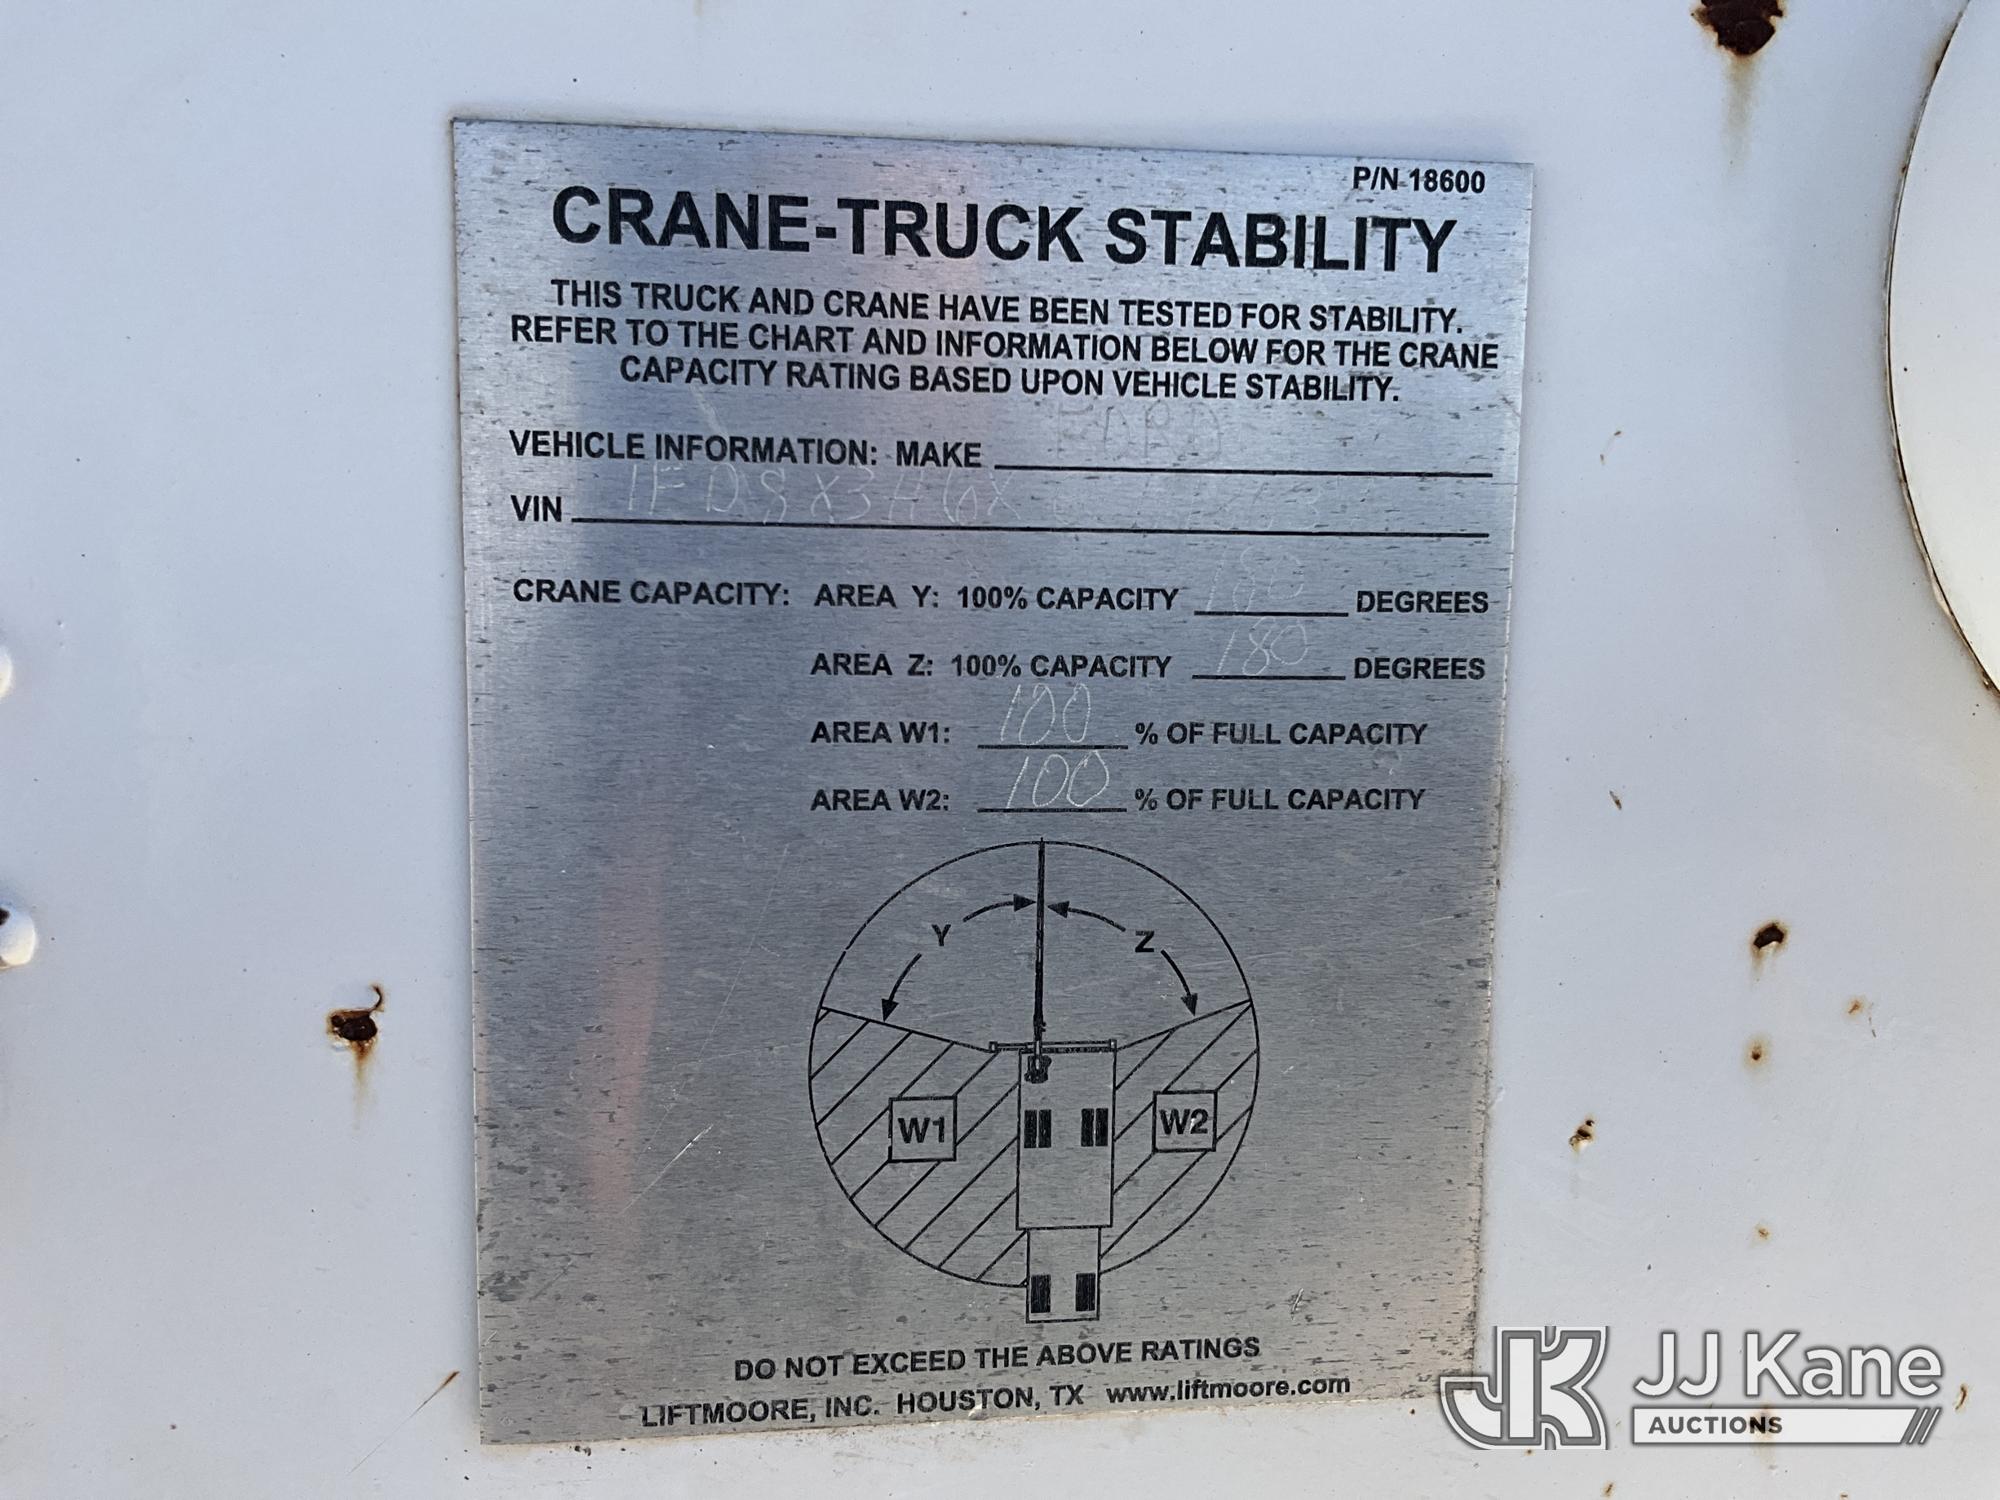 P/N 18600
CRANE-TRUCK STABILITY
THIS TRUCK AND CRANE HAVE BEEN TESTED FOR STABILITY.
REFER TO THE CHART AND INFORMATION BELOW FOR THE CRANE
CAPACITY RATING BASED UPON VEHICLE STABILITY.
VEHICLE INFORMATION: MAKE FORD
VIN
CRANE CAPACITY: AREA Y: 100% CAPACITY 180 DEGREES
AREA Z: 100% CAPACITY 180 DEGREES
AREA W1: 100 % OF FULL CAPACITY
AREA W2: 100 % OF FULL CAPACITY
Y Z
W1 W2
DO NOT EXCEED THE ABOVE RATINGS
LIFTMOORE, INC. HOUSTON, TX www.liftmoore.com
JK JJ Kane
AUCTIONS